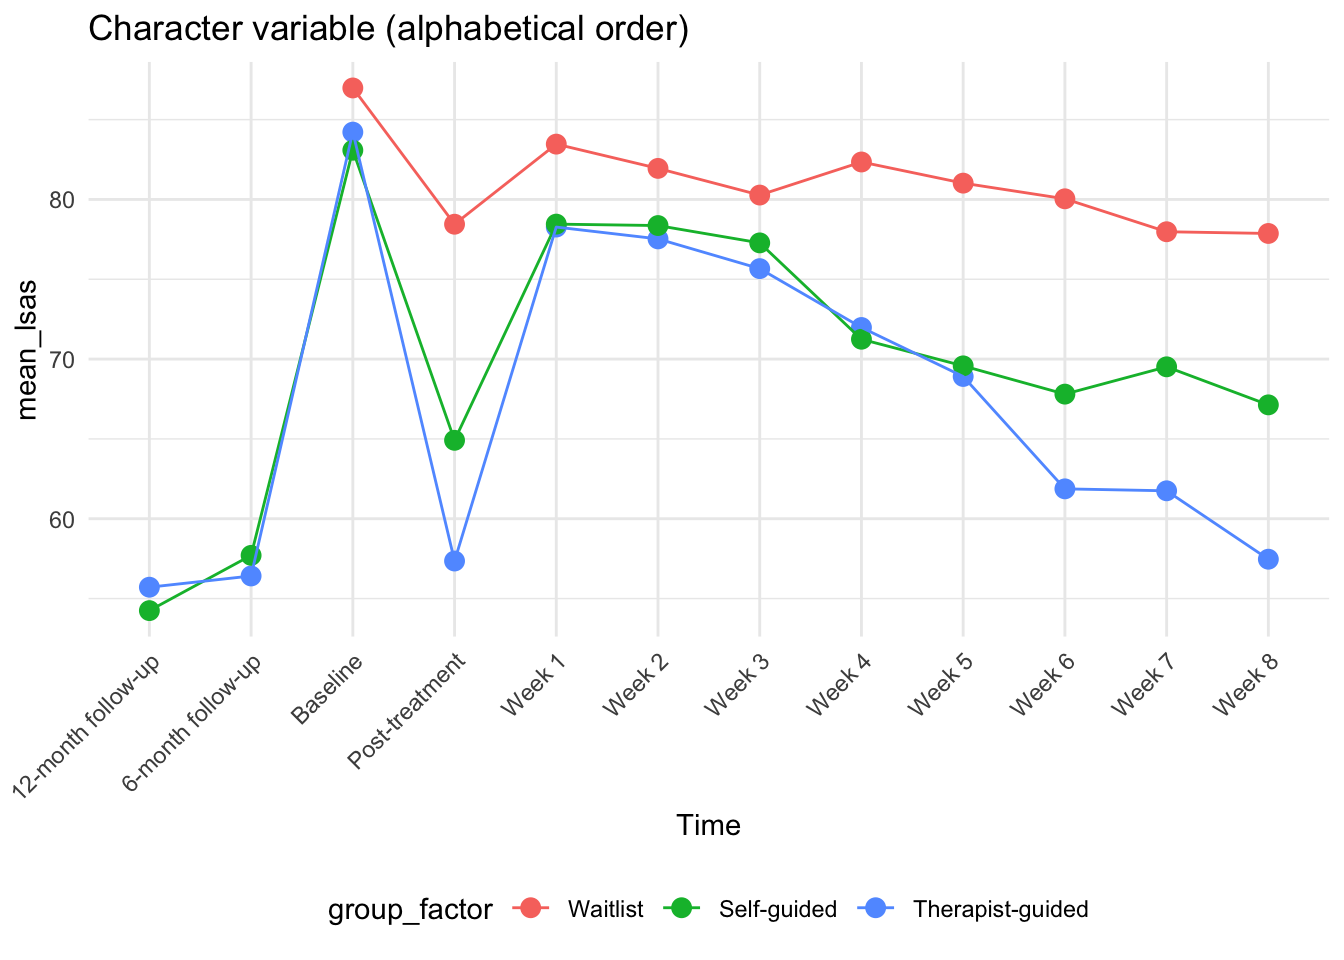 Character variable (alphabetical order)
mean_lsas
80
70
60
12-month follow-up
6-month follow-up
Baseline
Post-treatment
Week 1
Week 2
Week 3
Week 4
Week 5
Week 6
Week 7
Week 8
Time
group_factor Waitlist Self-guided Therapist-guided